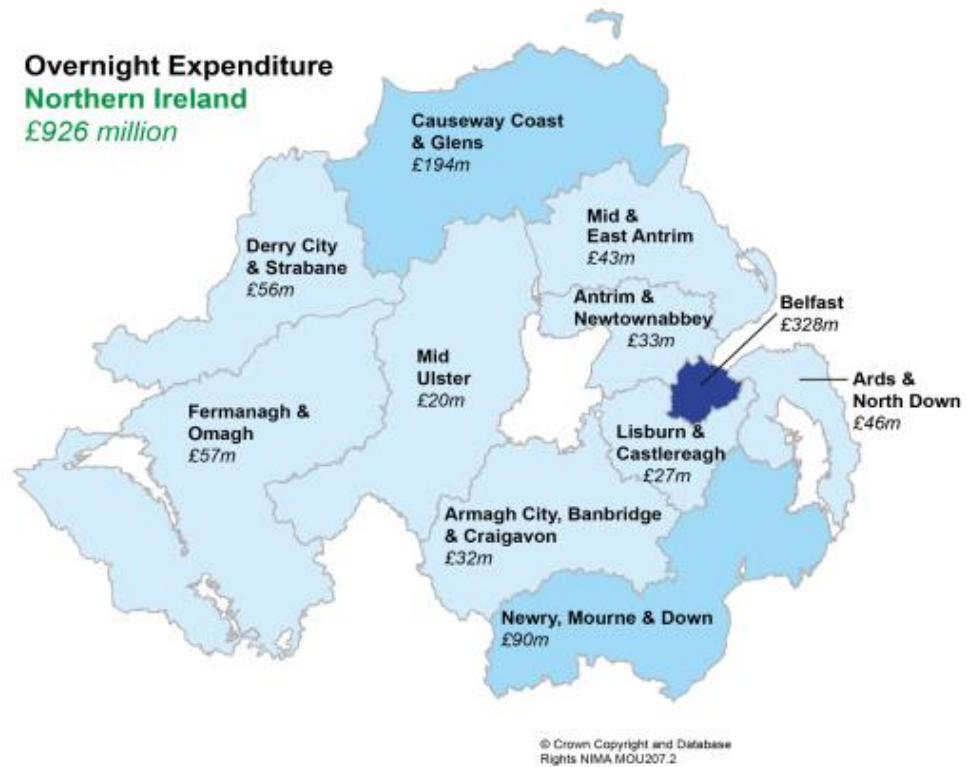 Overnight Expenditure
Northern Ireland
£926 million
Causeway Coast
& Glens
£194m
Mid &
East Antrim
£43m
Derry City
& Strabane
£56m
Antrim &
Newtownabbey
£33m
Belfast
£328m
Mid
Ulster
£20m
Ards &
North Down
£46m
Fermanagh &
Omagh
£57m
Lisburn &
Castlereagh
£27m
Armagh City, Banbridge
& Craigavon
£32m
Newry, Mourne & Down
£90m
© Crown Copyright and Database
Rights NIMA MOU207.2